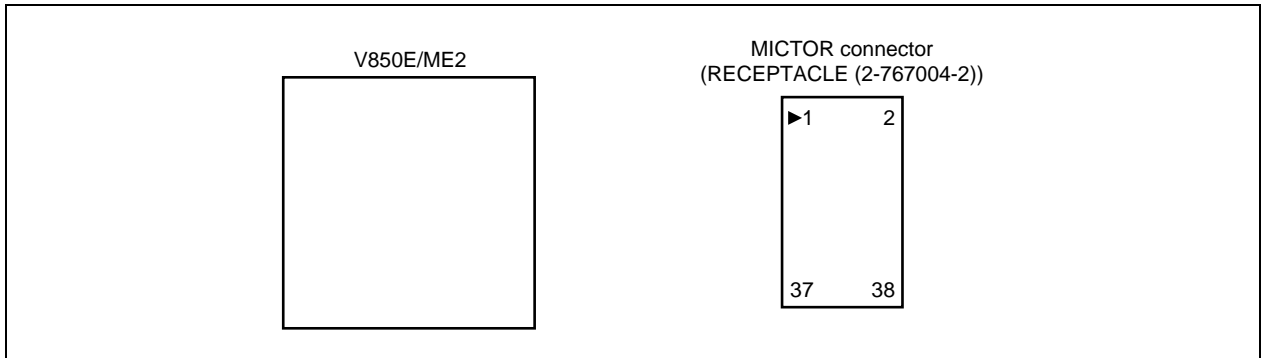 V850E/ME2
MICTOR connector
(RECEPTACLE (2-767004-2))
►1 2
37 38